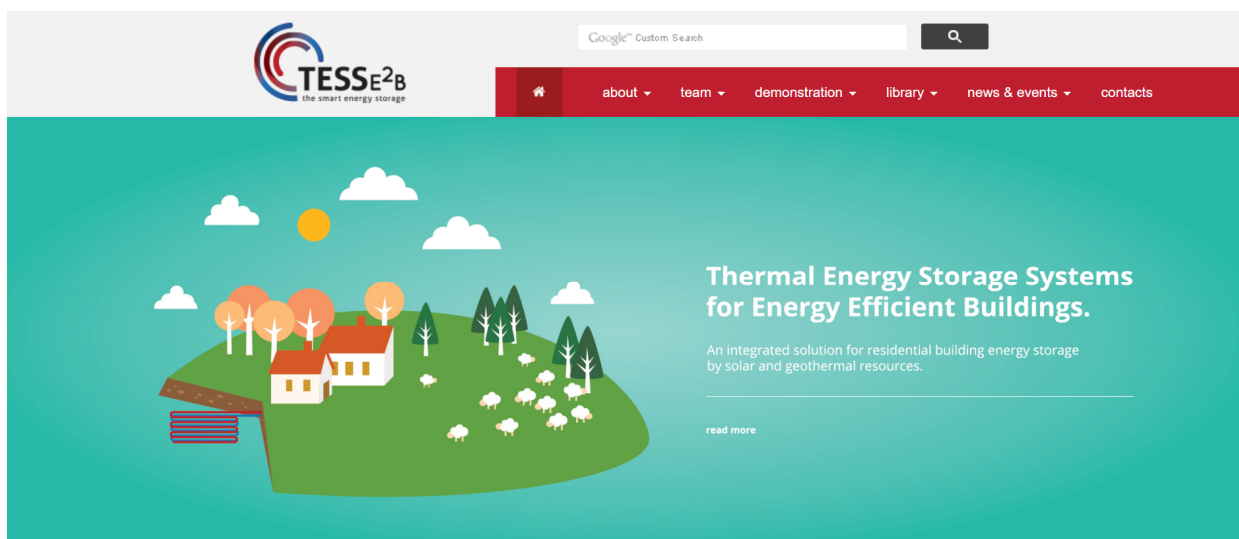 TESSE2B
the smart energy storage
Google™ Custom Search
about
team
demonstration
library
news & events
contacts
Thermal Energy Storage Systems
for Energy Efficient Buildings.
An integrated solution for residential building energy storage
by solar and geothermal resources.
read more